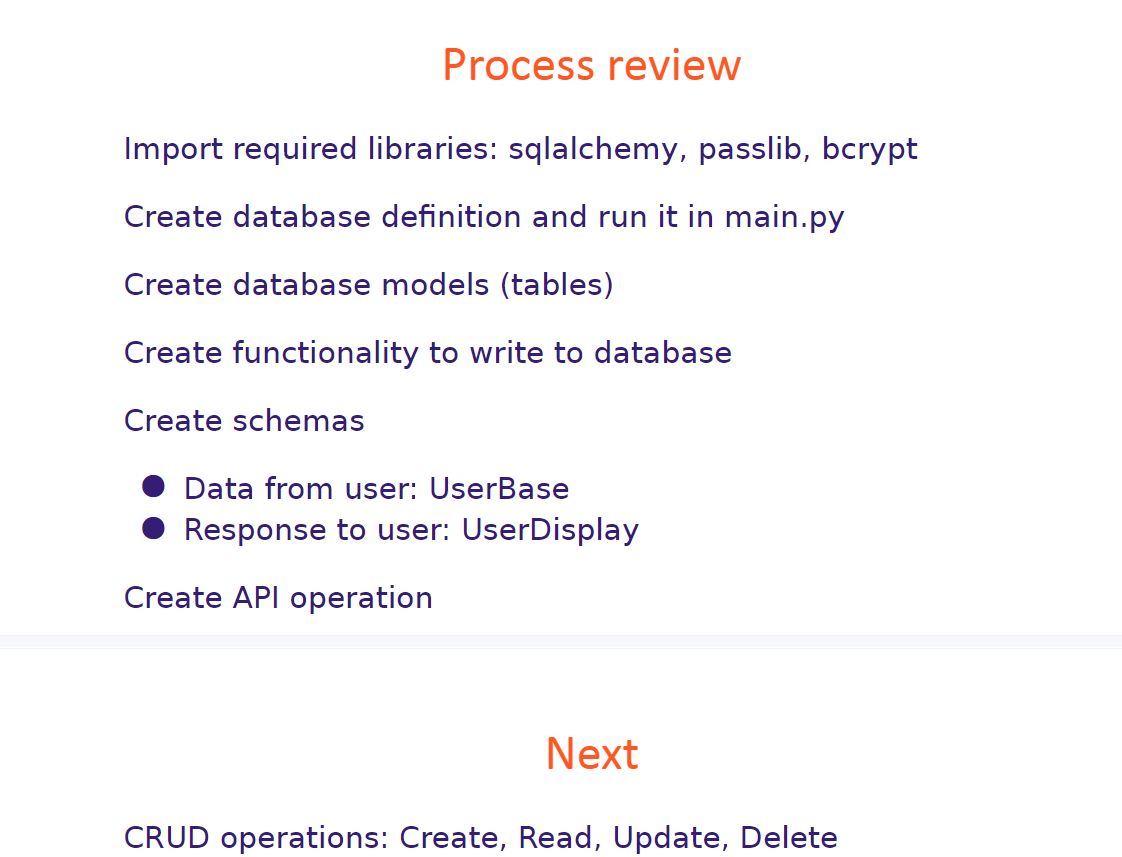 Process review
Import required libraries: sqlalchemy, passlib, bcrypt
Create database definition and run it in main.py
Create database models (tables)
Create functionality to write to database
Create schemas
● Data from user: UserBase
● Response to user: UserDisplay
Create API operation
Next
CRUD operations: Create, Read, Update, Delete